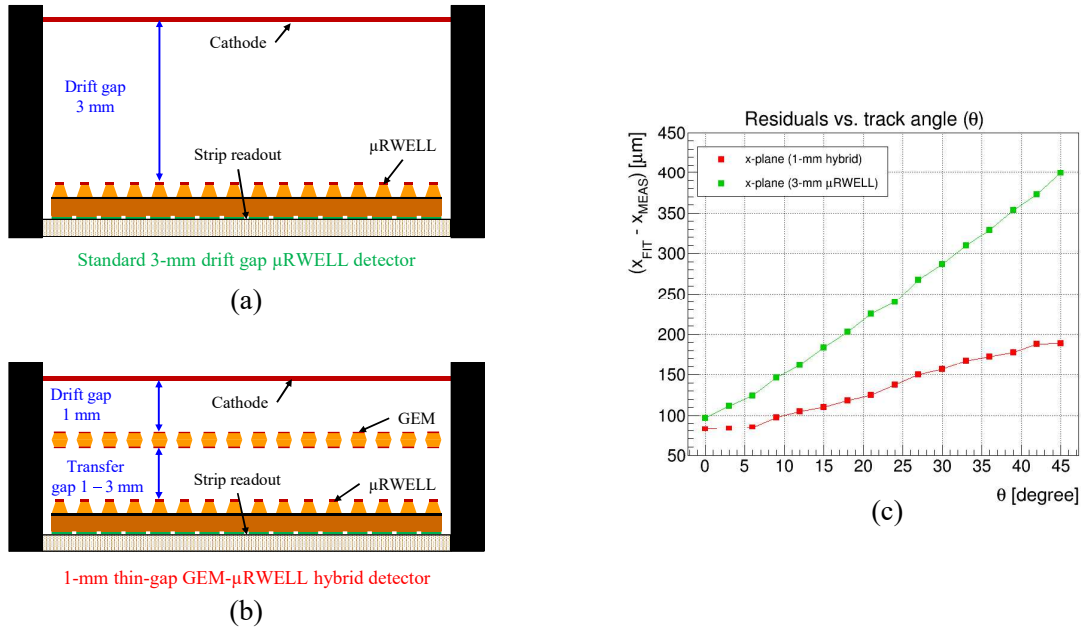 Cathode
Drift gap
3 mm
µRWELL
Strip readout
Standard 3-mm drift gap µRWELL detector
(a)
Drift gap
1 mm
Cathode
GEM
Transfer
gap 1 – 3 mm
Strip readout
µRWELL
1-mm thin-gap GEM-µRWELL hybrid detector
(b)
Residuals vs. track angle (θ)
(x_FIT - x_MEAS) [µm]
450
400
350
300
250
200
150
100
50
x-plane (1-mm hybrid)
x-plane (3-mm µRWELL)
0 5 10 15 20 25 30 35 40 45
θ [degree]
(c)